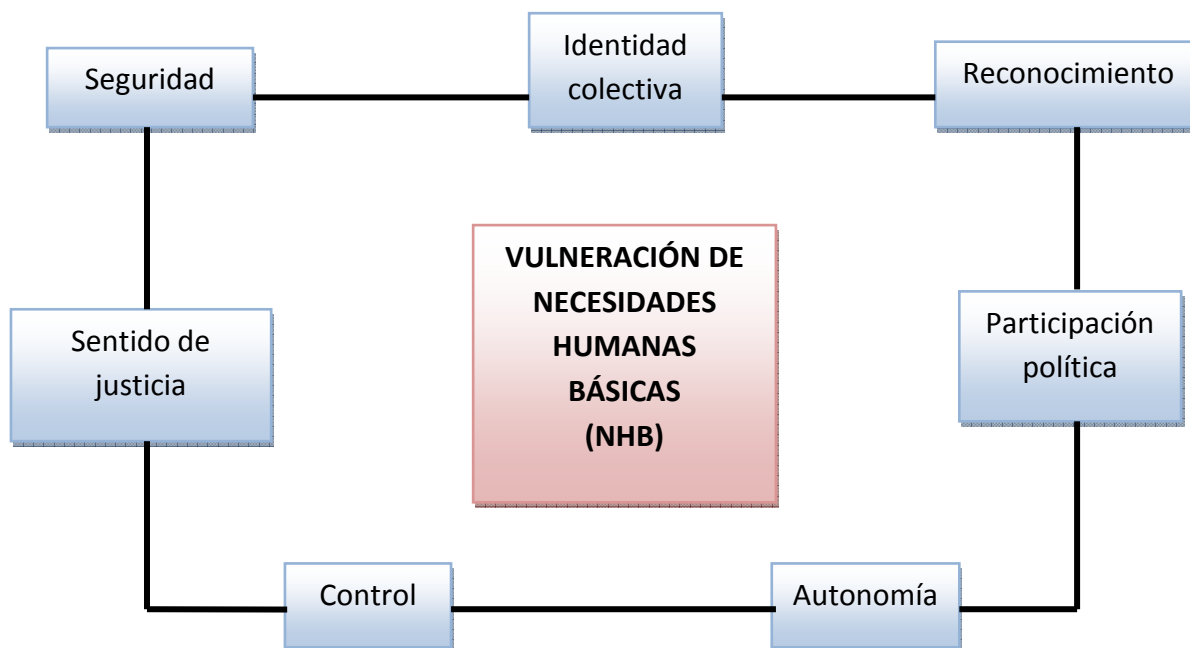 Seguridad
Identidad
colectiva
Reconocimiento
VULNERACIÓN DE
NECESIDADES
HUMANAS
BÁSICAS
(NHB)
Sentido de
justicia
Participación
política
Control
Autonomía